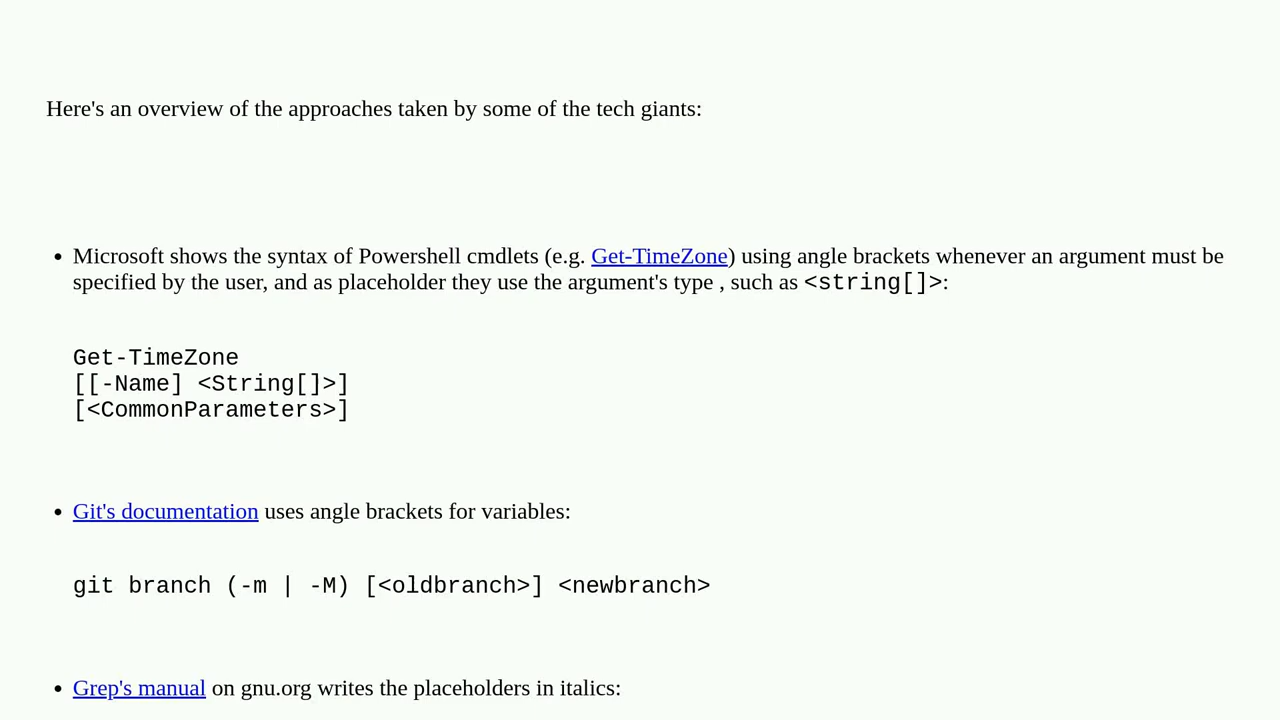 Here's an overview of the approaches taken by some of the tech giants:
• Microsoft shows the syntax of Powershell cmdlets (e.g. Get-TimeZone) using angle brackets whenever an argument must be
specified by the user, and as placeholder they use the argument's type , such as <string[]>:
Get-TimeZone
[[-Name] <String[]>]
[<CommonParameters>]
• Git's documentation uses angle brackets for variables:
git branch (-m | -M) [<oldbranch>] <newbranch>
• Grep's manual on gnu.org writes the placeholders in italics: